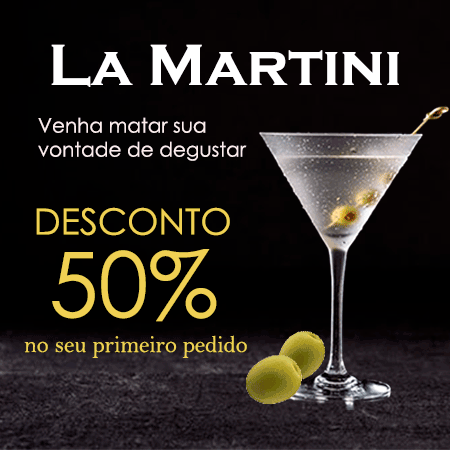 LA MARTINI
Venha matar sua
vontade de degustar
DESCONTO
50%
no seu primeiro pedido